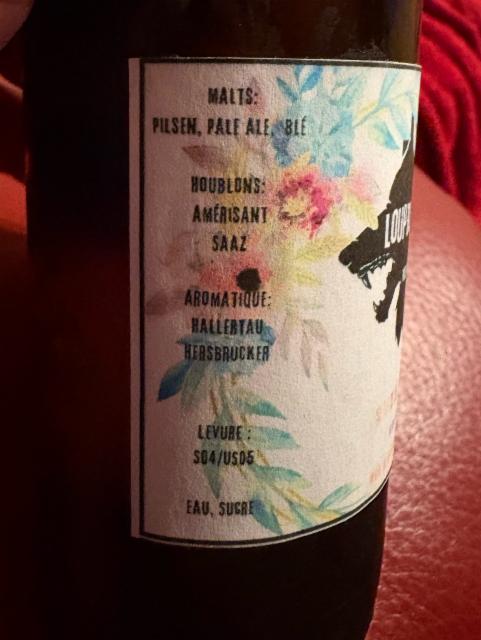 MALTS:
PILSEN, PALE ALE, BLÉ
HOUBLONS:
AMÉRISANT
SAAZ
AROMATIQUE:
HALLERTAU
HERSBRUCKER
LEVURE :
S04/US05
EAU, SUCRE